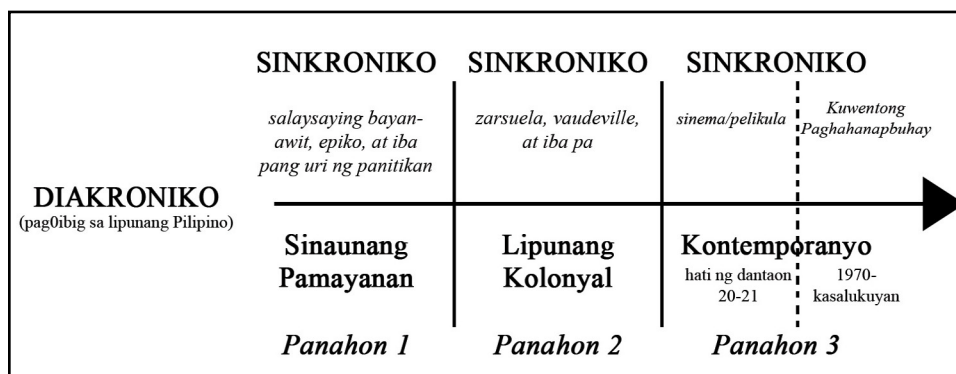 SINKRONIKO
SINKRONIKO
SINKRONIKO
salaysaying bayan-
awit, epiko, at iba
pang uri ng panitikan
zarsuela, vaudeville,
at iba pa
sinema/pelikula
Kuwentong
Paghahanapbuhay
DIAKRONIKO
(pag0ibig sa lipunang Pilipino)
Sinaunang
Pamayanan
Lipunang
Kolonyal
Kontemporanyo
hati ng dantaon
20-21
1970-
kasalukuyan
Panahon 1
Panahon 2
Panahon 3